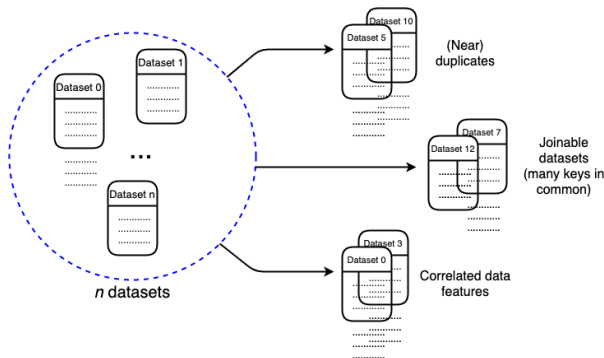 Dataset 0
Dataset 1
...
Dataset n
n datasets
Dataset 10
Dataset 5
(Near)
duplicates
Dataset 7
Dataset 12
Joinable
datasets
(many keys in
common)
Dataset 3
Dataset 0
Correlated data
features